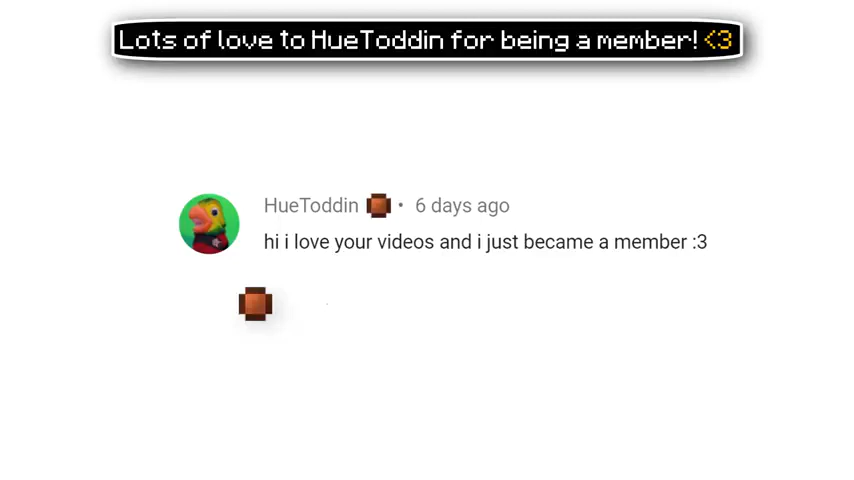 Lots of love to HueToddin for being a member! <3
HueToddin • 6 days ago
hi i love your videos and i just became a member :3